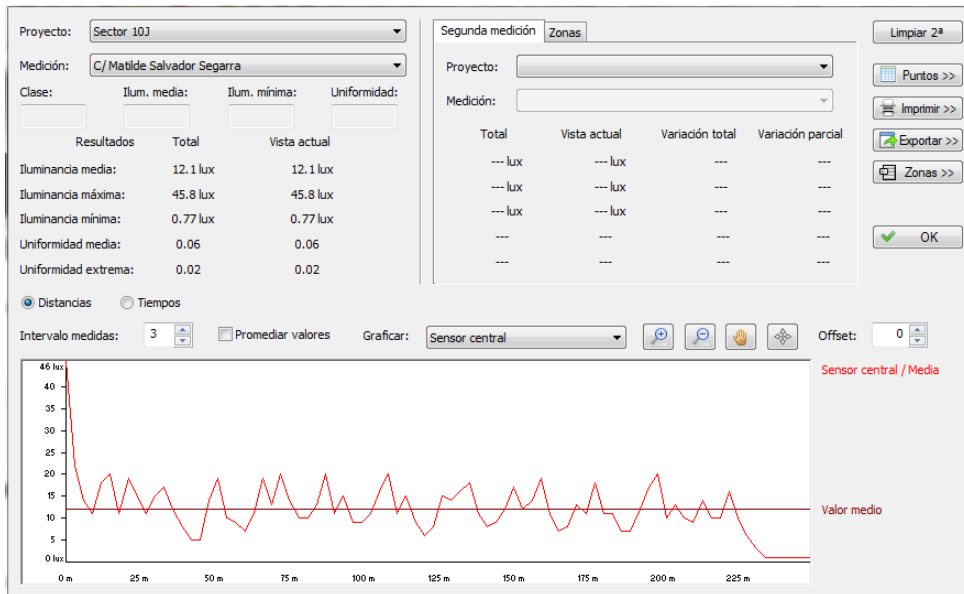 Proyecto: Sector 10J
Medición: C/ Matilde Salvador Segarra
Clase: Ilum. media: Ilum. mínima: Uniformidad:
Resultados Total Vista actual
Iluminancia media: 12.1 lux 12.1 lux
Iluminancia máxima: 45.8 lux 45.8 lux
Iluminancia mínima: 0.77 lux 0.77 lux
Uniformidad media: 0.06 0.06
Uniformidad extrema: 0.02 0.02
Segunda medición Zonas
Proyecto:
Medición:
Total Vista actual Variación total Variación parcial
--- lux --- lux --- ---
--- lux --- lux --- ---
--- lux --- lux --- ---
--- --- --- ---
--- --- --- ---
Limpiar 2ª
Puntos >>
Imprimir >>
Exportar >>
Zonas >>
OK
Distancias Tiempos
Intervalo medidas: 3 Promediar valores Graficar: Sensor central Offset: 0
46 lux
40
35
30
25
20
15
10
5
0 lux
0 m 25 m 50 m 75 m 100 m 125 m 150 m 175 m 200 m 225 m
Sensor central / Media
Valor medio